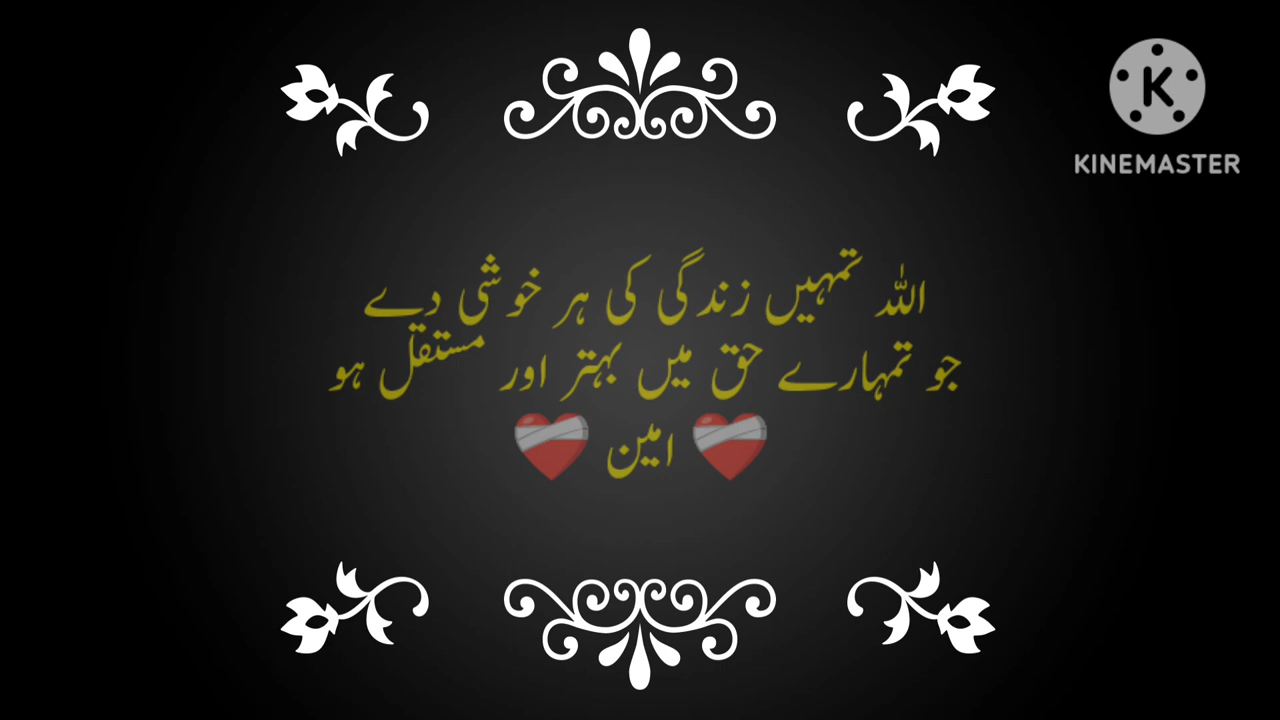 KINEMASTER
اللہ تمہیں زندگی کی ہر خوشی دے
جو تمہارے حق میں بہتر اور مستقل ہو
❤️‍🩹 امین ❤️‍🩹